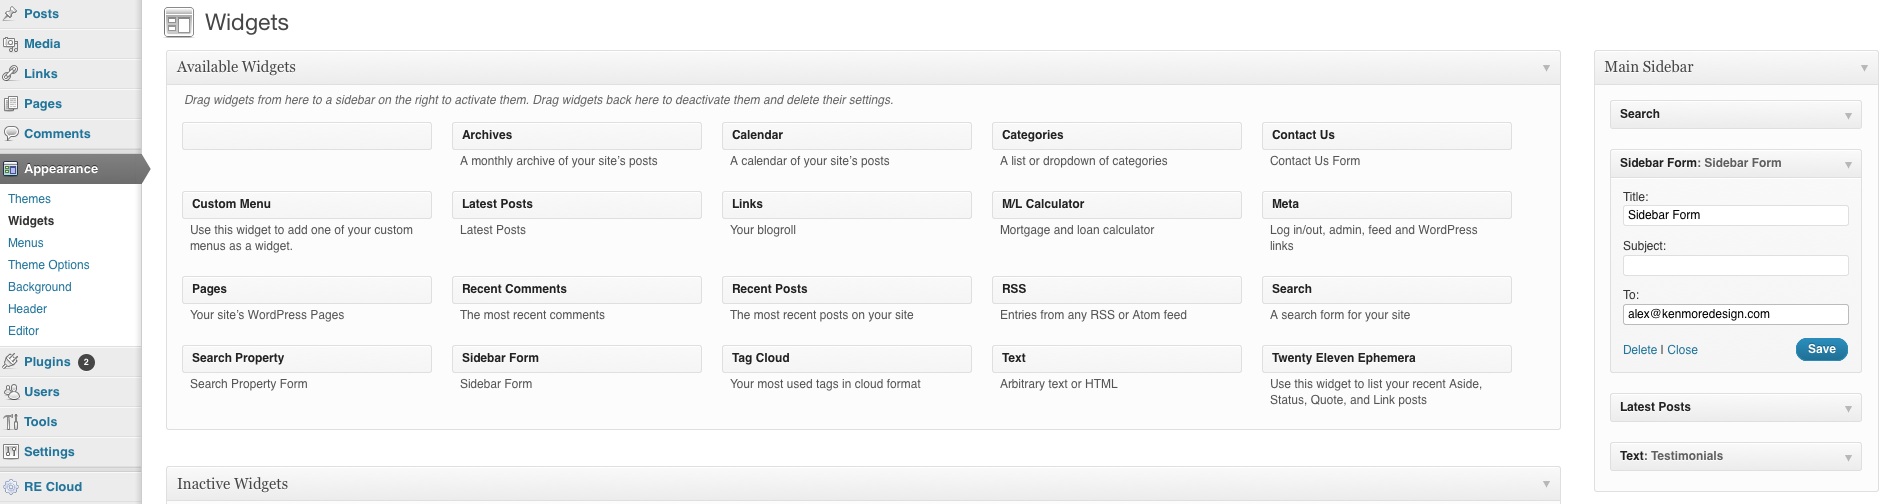 Posts
Media
Links
Pages
Comments
Appearance
Themes
Widgets
Menus
Theme Options
Background
Header
Editor
Plugins 2
Users
Tools
Settings
RE Cloud
Widgets
Available Widgets
Drag widgets from here to a sidebar on the right to activate them. Drag widgets back here to deactivate them and delete their settings.
Archives
A monthly archive of your site's posts
Calendar
A calendar of your site's posts
Categories
A list or dropdown of categories
Contact Us
Contact Us Form
Custom Menu
Use this widget to add one of your custom
menus as a widget.
Latest Posts
Latest Posts
Links
Your blogroll
M/L Calculator
Mortgage and loan calculator
Meta
Log in/out, admin, feed and WordPress
links
Pages
Your site's WordPress Pages
Recent Comments
The most recent comments
Recent Posts
The most recent posts on your site
RSS
Entries from any RSS or Atom feed
Search
A search form for your site
Search Property
Search Property Form
Sidebar Form
Sidebar Form
Tag Cloud
Your most used tags in cloud format
Text
Arbitrary text or HTML
Twenty Eleven Ephemera
Use this widget to list your recent Aside,
Status, Quote, and Link posts
Inactive Widgets
Main Sidebar
Search
Sidebar Form: Sidebar Form
Title:
Sidebar Form
Subject:
To:
alex@kenmoredesign.com
Delete | Close
Save
Latest Posts
Text: Testimonials